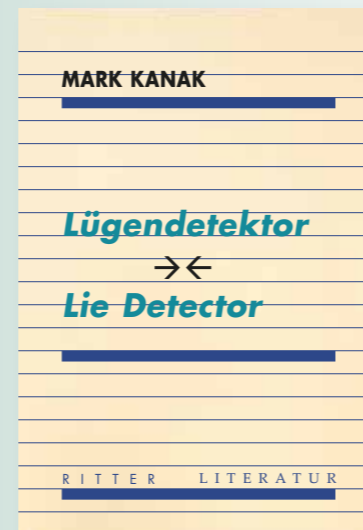 MARK KANAK
Lügendetektor
→←
Lie Detector
RITTER LITERATUR